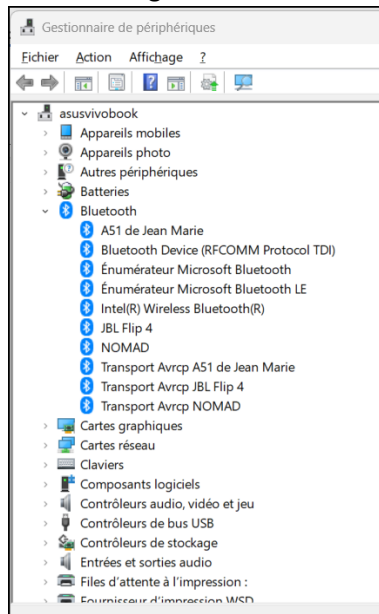 Gestionnaire de périphériques
Fichier Action Affichage ?
asusvivobook
Appareils mobiles
Appareils photo
Autres périphériques
Batteries
Bluetooth
A51 de Jean Marie
Bluetooth Device (RFCOMM Protocol TDI)
Énumérateur Microsoft Bluetooth
Énumérateur Microsoft Bluetooth LE
Intel(R) Wireless Bluetooth(R)
JBL Flip 4
NOMAD
Transport Avrcp A51 de Jean Marie
Transport Avrcp JBL Flip 4
Transport Avrcp NOMAD
Cartes graphiques
Cartes réseau
Claviers
Composants logiciels
Contrôleurs audio, vidéo et jeu
Contrôleurs de bus USB
Contrôleurs de stockage
Entrées et sorties audio
Files d'attente à l'impression :
Fournisseur d'impression WSD